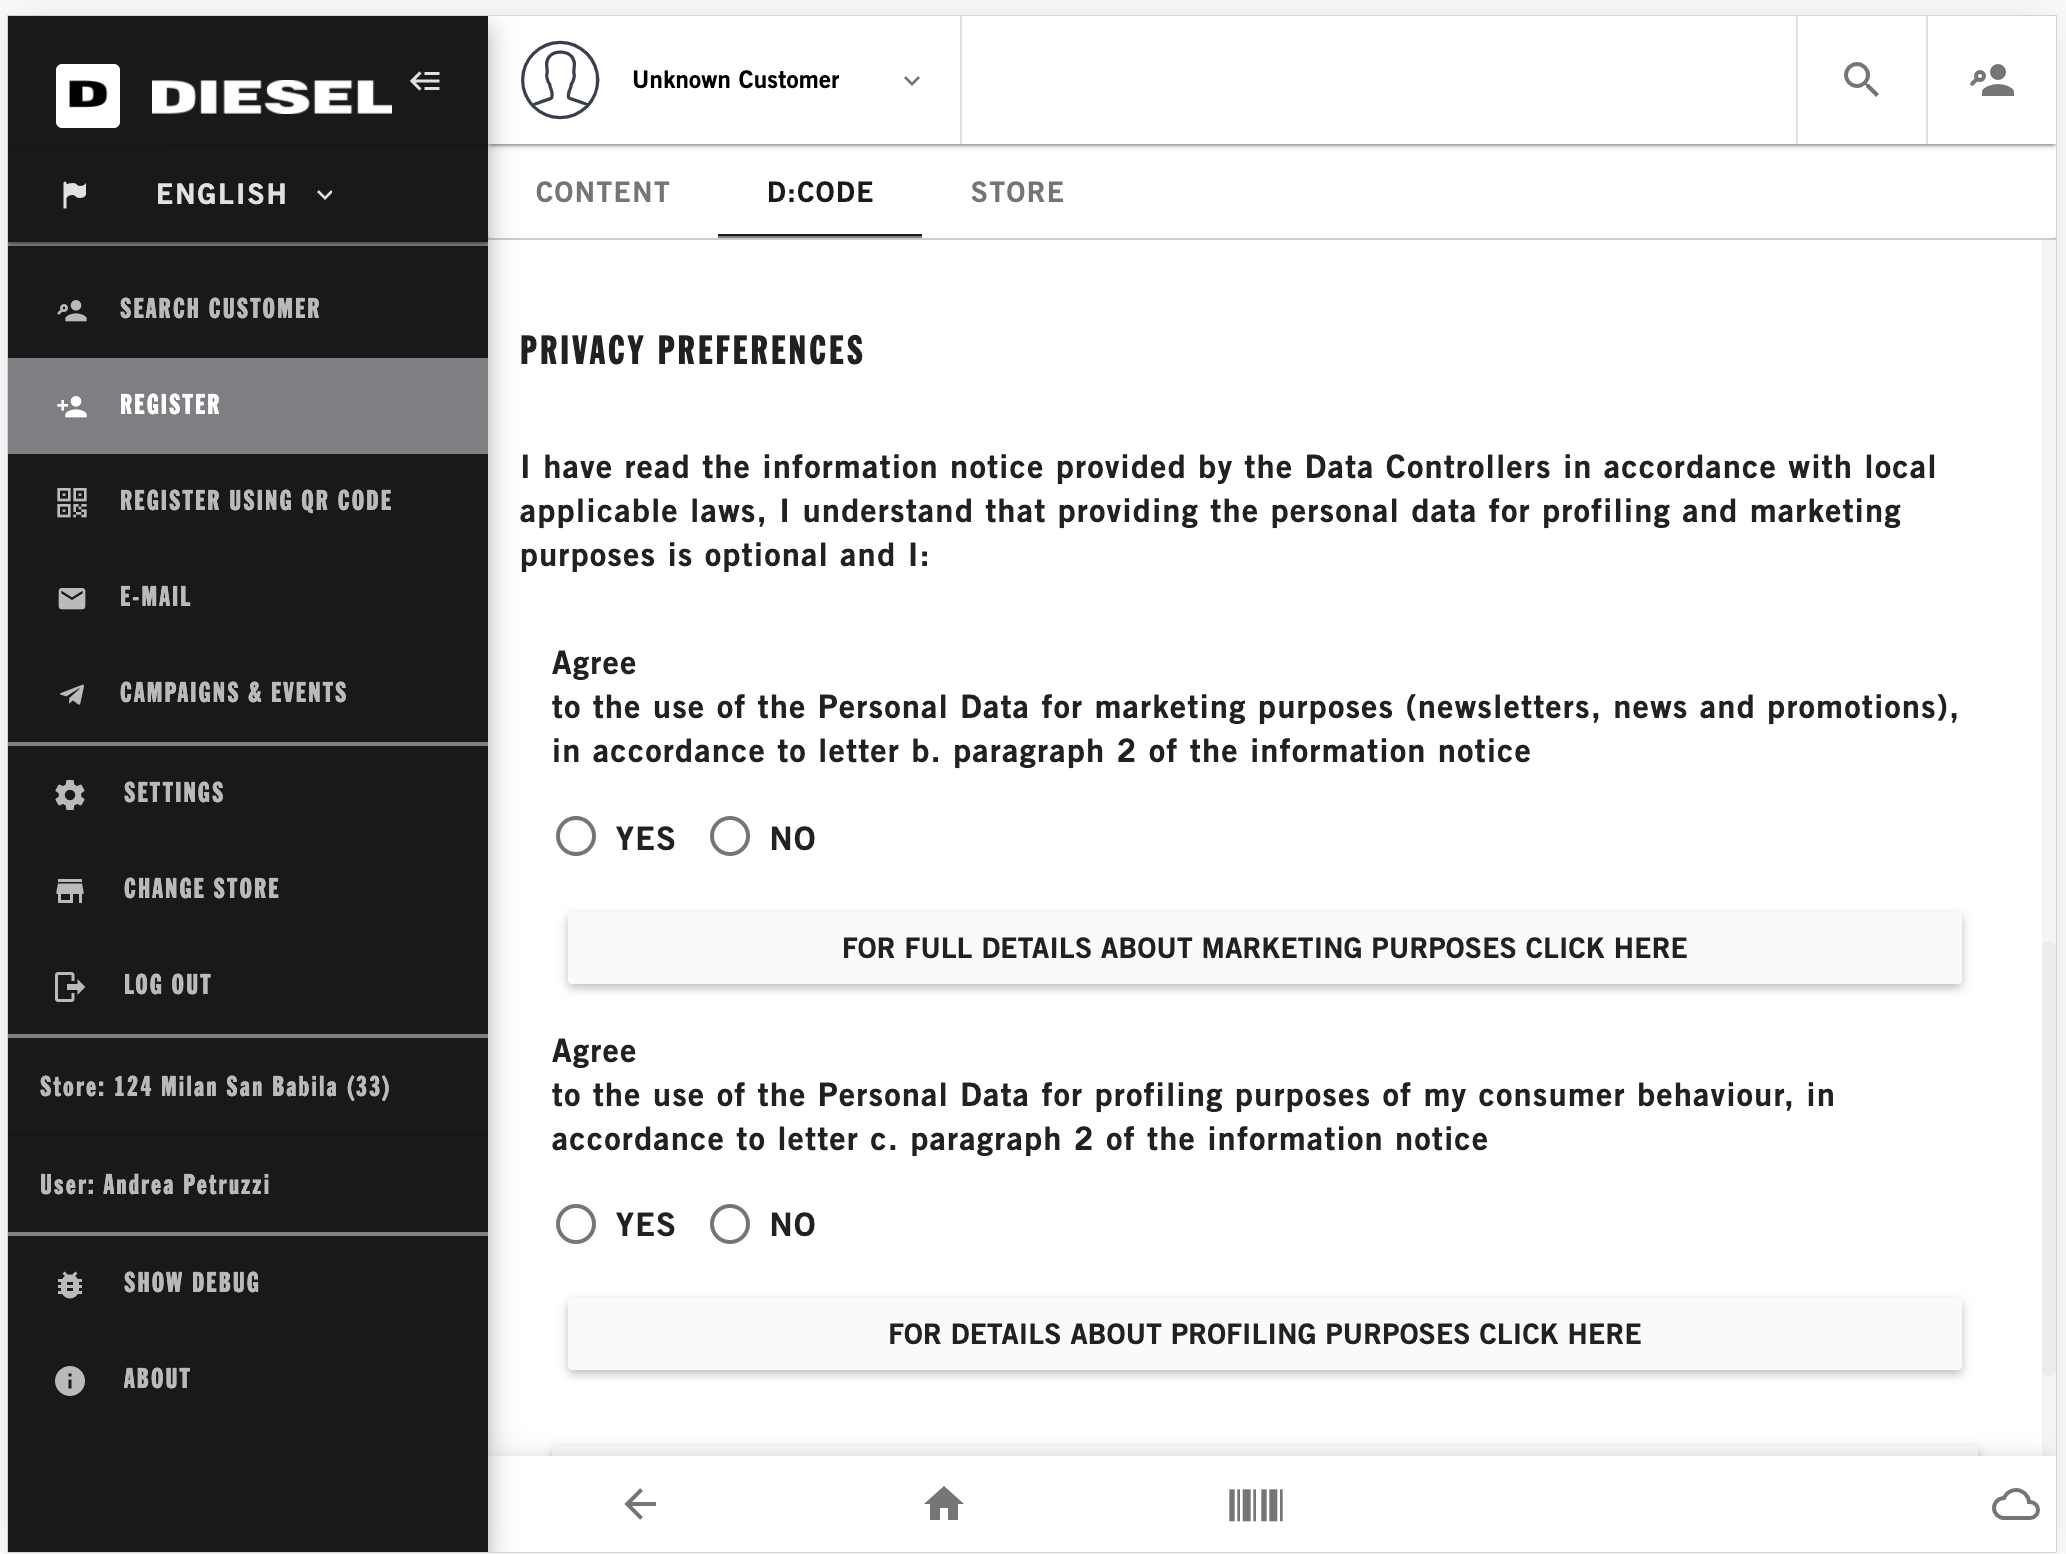 D DIESEL
ENGLISH
SEARCH CUSTOMER
REGISTER
REGISTER USING QR CODE
E-MAIL
CAMPAIGNS & EVENTS
SETTINGS
CHANGE STORE
LOG OUT
Store: 124 Milan San Babila (33)
User: Andrea Petruzzi
SHOW DEBUG
ABOUT
Unknown Customer
CONTENT D:CODE STORE
PRIVACY PREFERENCES
I have read the information notice provided by the Data Controllers in accordance with local
applicable laws, I understand that providing the personal data for profiling and marketing
purposes is optional and I:
Agree
to the use of the Personal Data for marketing purposes (newsletters, news and promotions),
in accordance to letter b. paragraph 2 of the information notice
YES NO
FOR FULL DETAILS ABOUT MARKETING PURPOSES CLICK HERE
Agree
to the use of the Personal Data for profiling purposes of my consumer behaviour, in
accordance to letter c. paragraph 2 of the information notice
YES NO
FOR DETAILS ABOUT PROFILING PURPOSES CLICK HERE